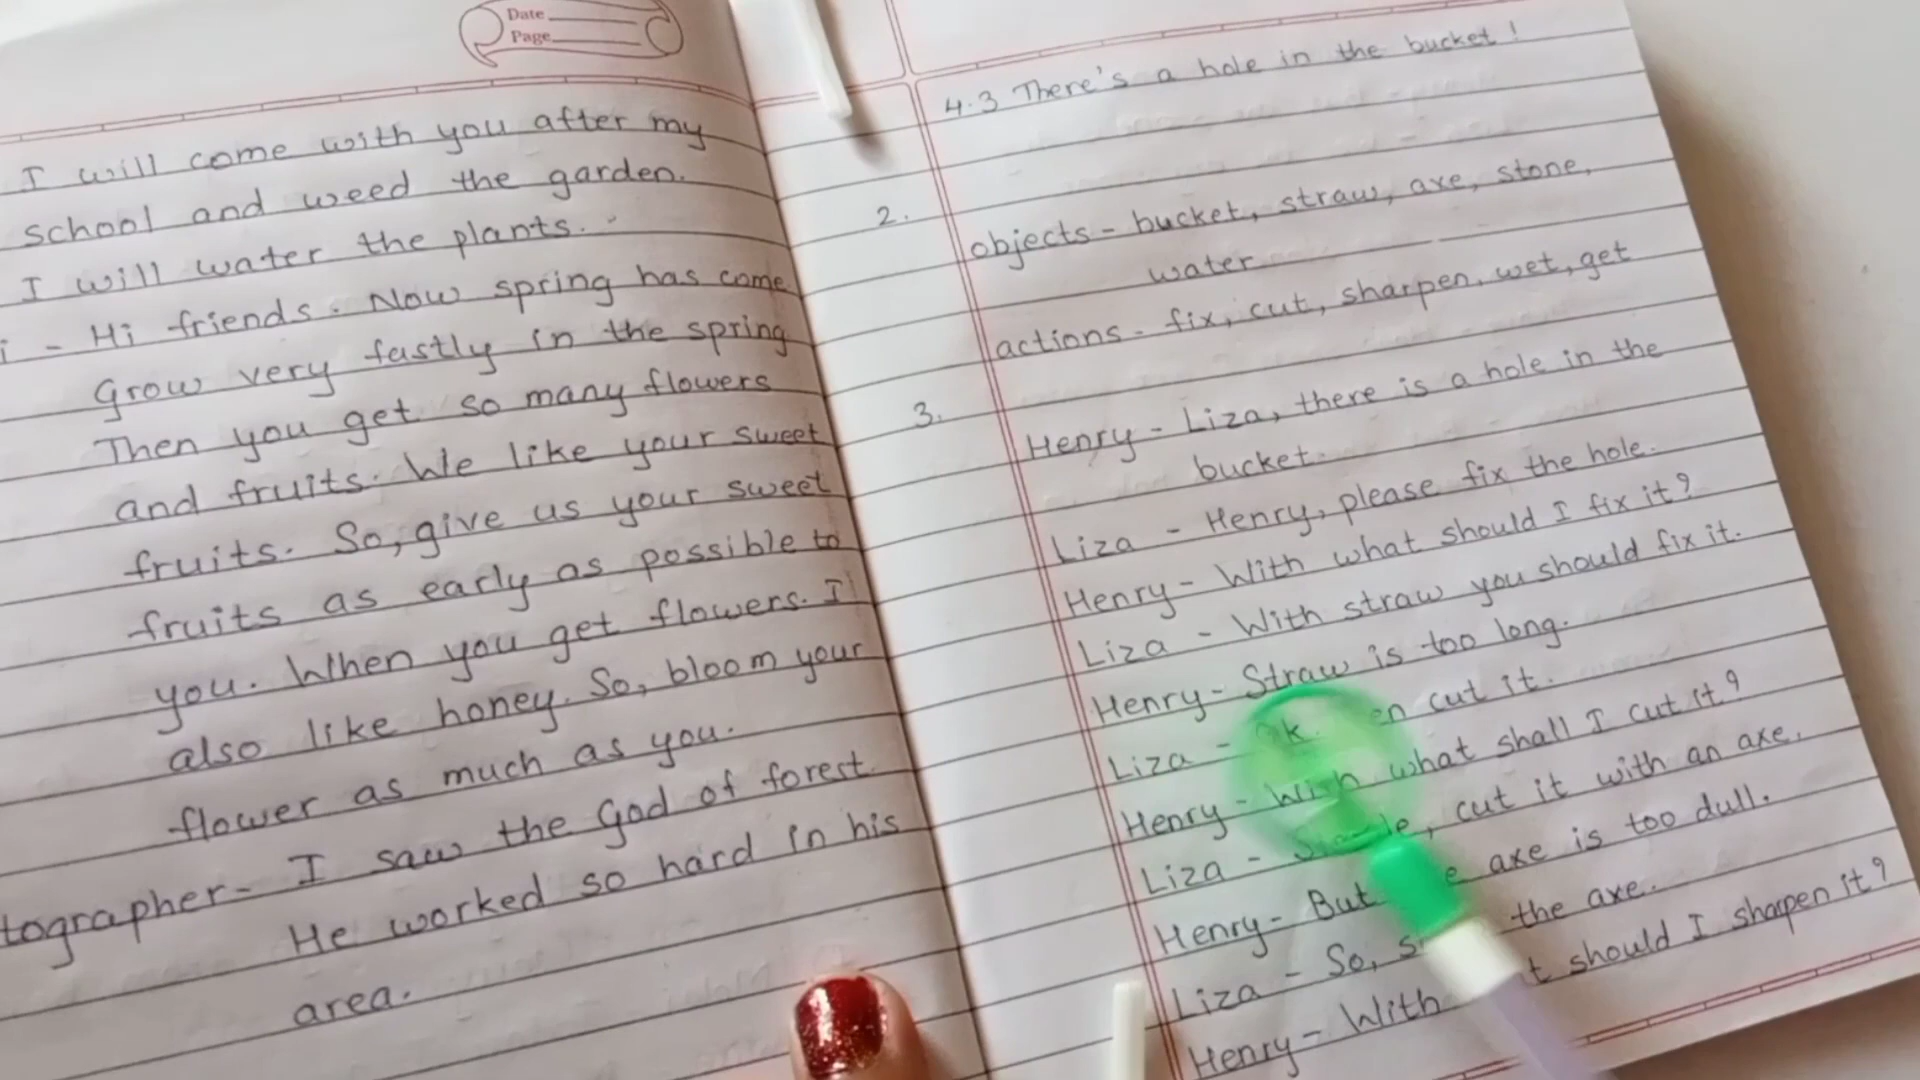 Date
Page
I will come with you after my
school and weed the garden.
I will water the plants.
i - Hi friends. Now spring has come
Grow very fastly in the spring
Then you get so many flowers
and fruits. We like your sweet
fruits. So, give us your sweet
fruits as early as possible to
you. When you get flowers. I
also like honey. So, bloom your
flower as much as you.
tographer- I saw the God of forest
He worked so hard in his
area.
4.3 There's a hole in the bucket!
2. objects - bucket, straw, axe, stone,
water
actions - fix, cut, sharpen, wet, get
3. Henry - Liza, there is a hole in the
bucket.
Liza - Henry, please fix the hole.
Henry - With what should I fix it?
Liza - With straw you should fix it.
Henry - Straw is too long.
Liza - cut it.
Henry - With what shall I cut it?
Liza - cut it with an axe.
Henry - But axe is too dull.
Liza - So, the axe.
Henry - With should I sharpen it?